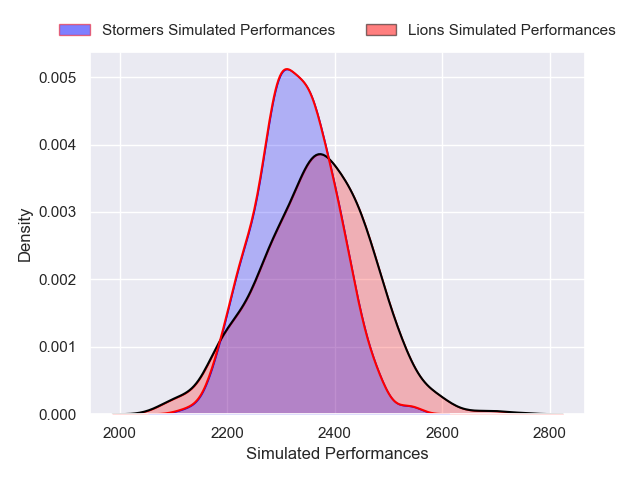 Stormers Simulated Performances
Lions Simulated Performances
0.005
0.004
0.003
0.002
0.001
0.000
Density
2000 2200 2400 2600 2800
Simulated Performances